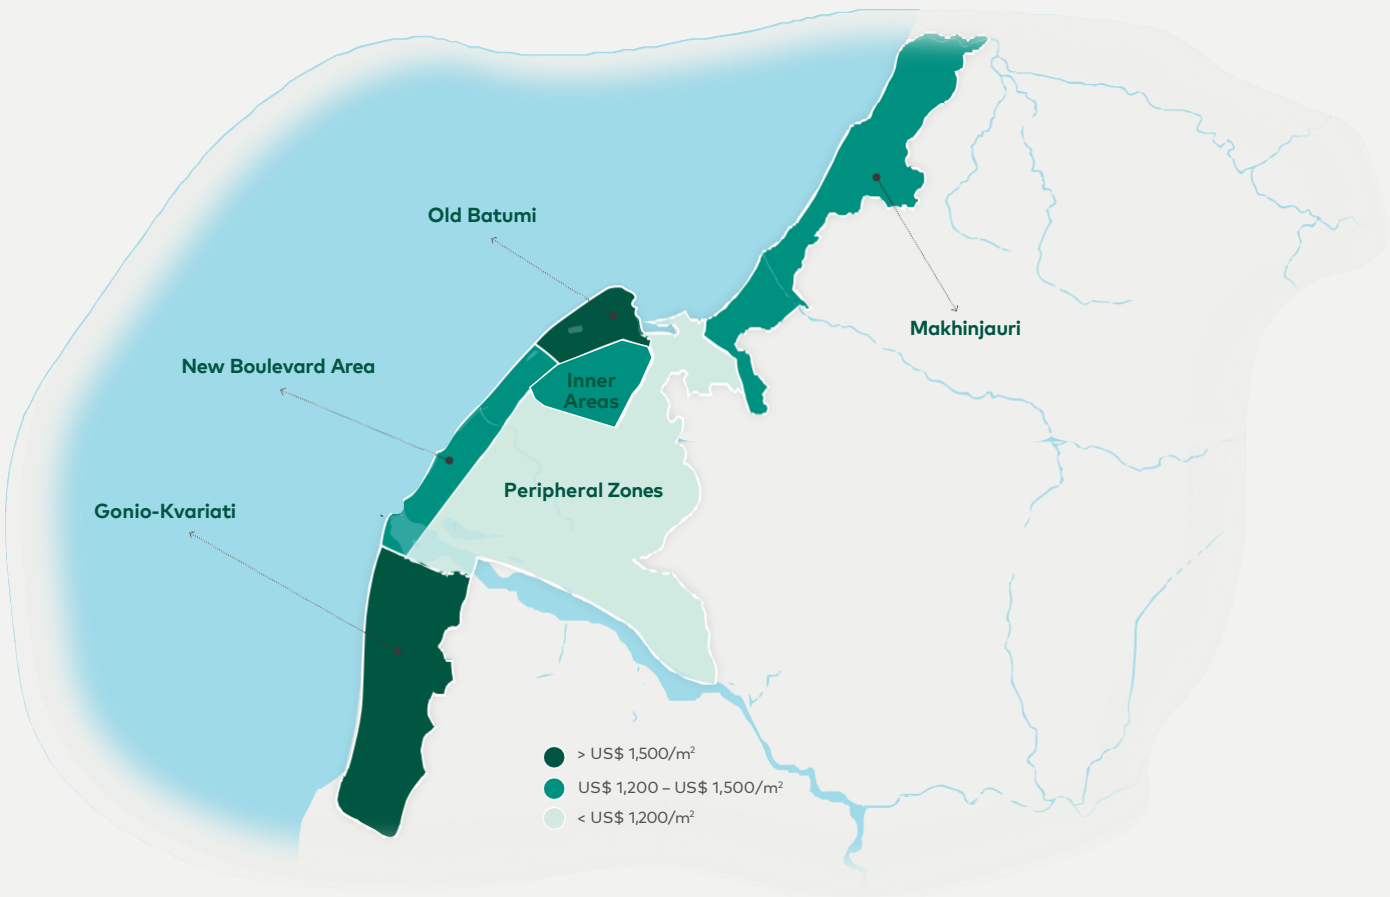 Old Batumi
Makhinjauri
New Boulevard Area
Inner
Areas
Peripheral Zones
Gonio-Kvariati
> US$ 1,500/m²
US$ 1,200 – US$ 1,500/m²
< US$ 1,200/m²